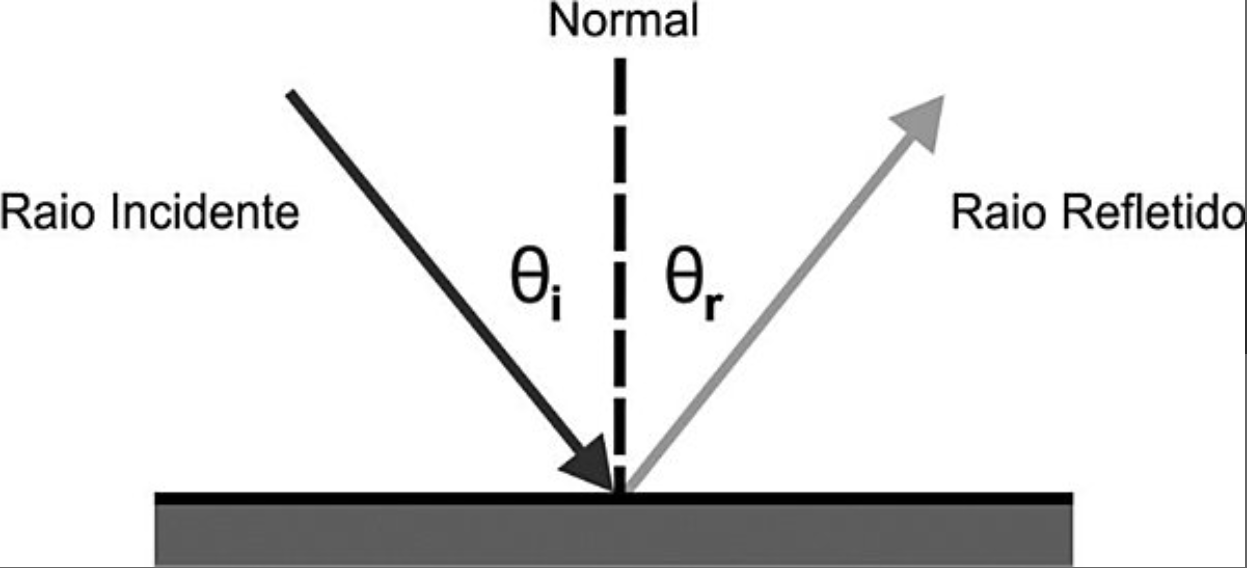 Normal
Raio Incidente
Raio Refletido
θi
θr